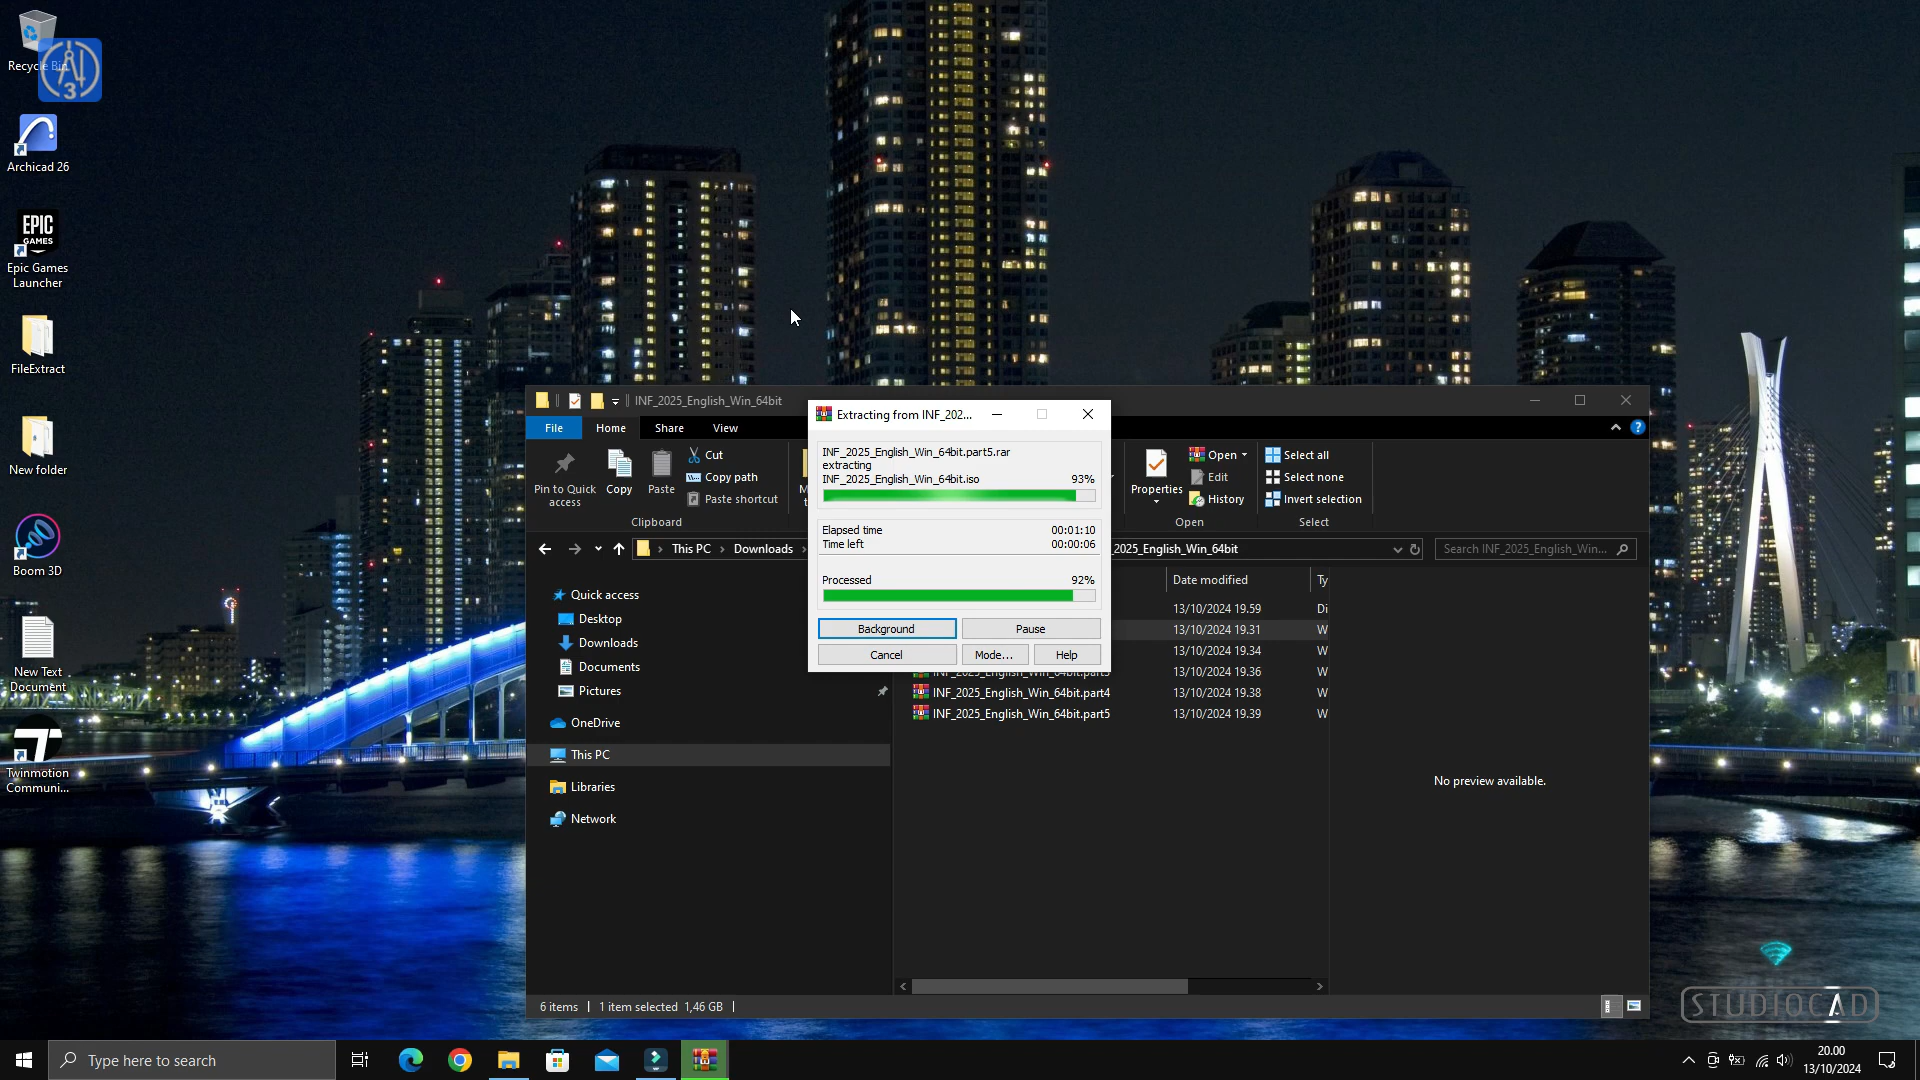 Recycle Bin
3
Archicad 26
EPIC
GAMES
Epic Games
Launcher
FileExtract
New folder
Boom 3D
New Text
Document
Twinmotion
Communi...
INF_2025_English_Win_64bit
File
Home
Share
View
?
Pin to Quick
access
Copy
Paste
Cut
Copy path
Paste shortcut
Clipboard
Properties
Open
Edit
History
Open
Select all
Select none
Invert selection
Select
This PC
Downloads
2025_English_Win_64bit
Search INF_2025_English_Win...
Extracting from INF_202...
INF_2025_English_Win_64bit.part5.rar
extracting
INF_2025_English_Win_64bit.iso 93%
Elapsed time 00:01:10
Time left 00:00:06
Processed 92%
Background
Pause
Cancel
Mode...
Help
Quick access
Desktop
Downloads
Documents
Pictures
OneDrive
This PC
Libraries
Network
Date modified
Ty
13/10/2024 19.59 Di
13/10/2024 19.31 W
13/10/2024 19.34 W
INF_2025_English_Win_64bit.part3 13/10/2024 19.36 W
INF_2025_English_Win_64bit.part4 13/10/2024 19.38 W
INF_2025_English_Win_64bit.part5 13/10/2024 19.39 W
No preview available.
6 items
1 item selected 1,46 GB
STUDIOCAD
Type here to search
20.00
13/10/2024